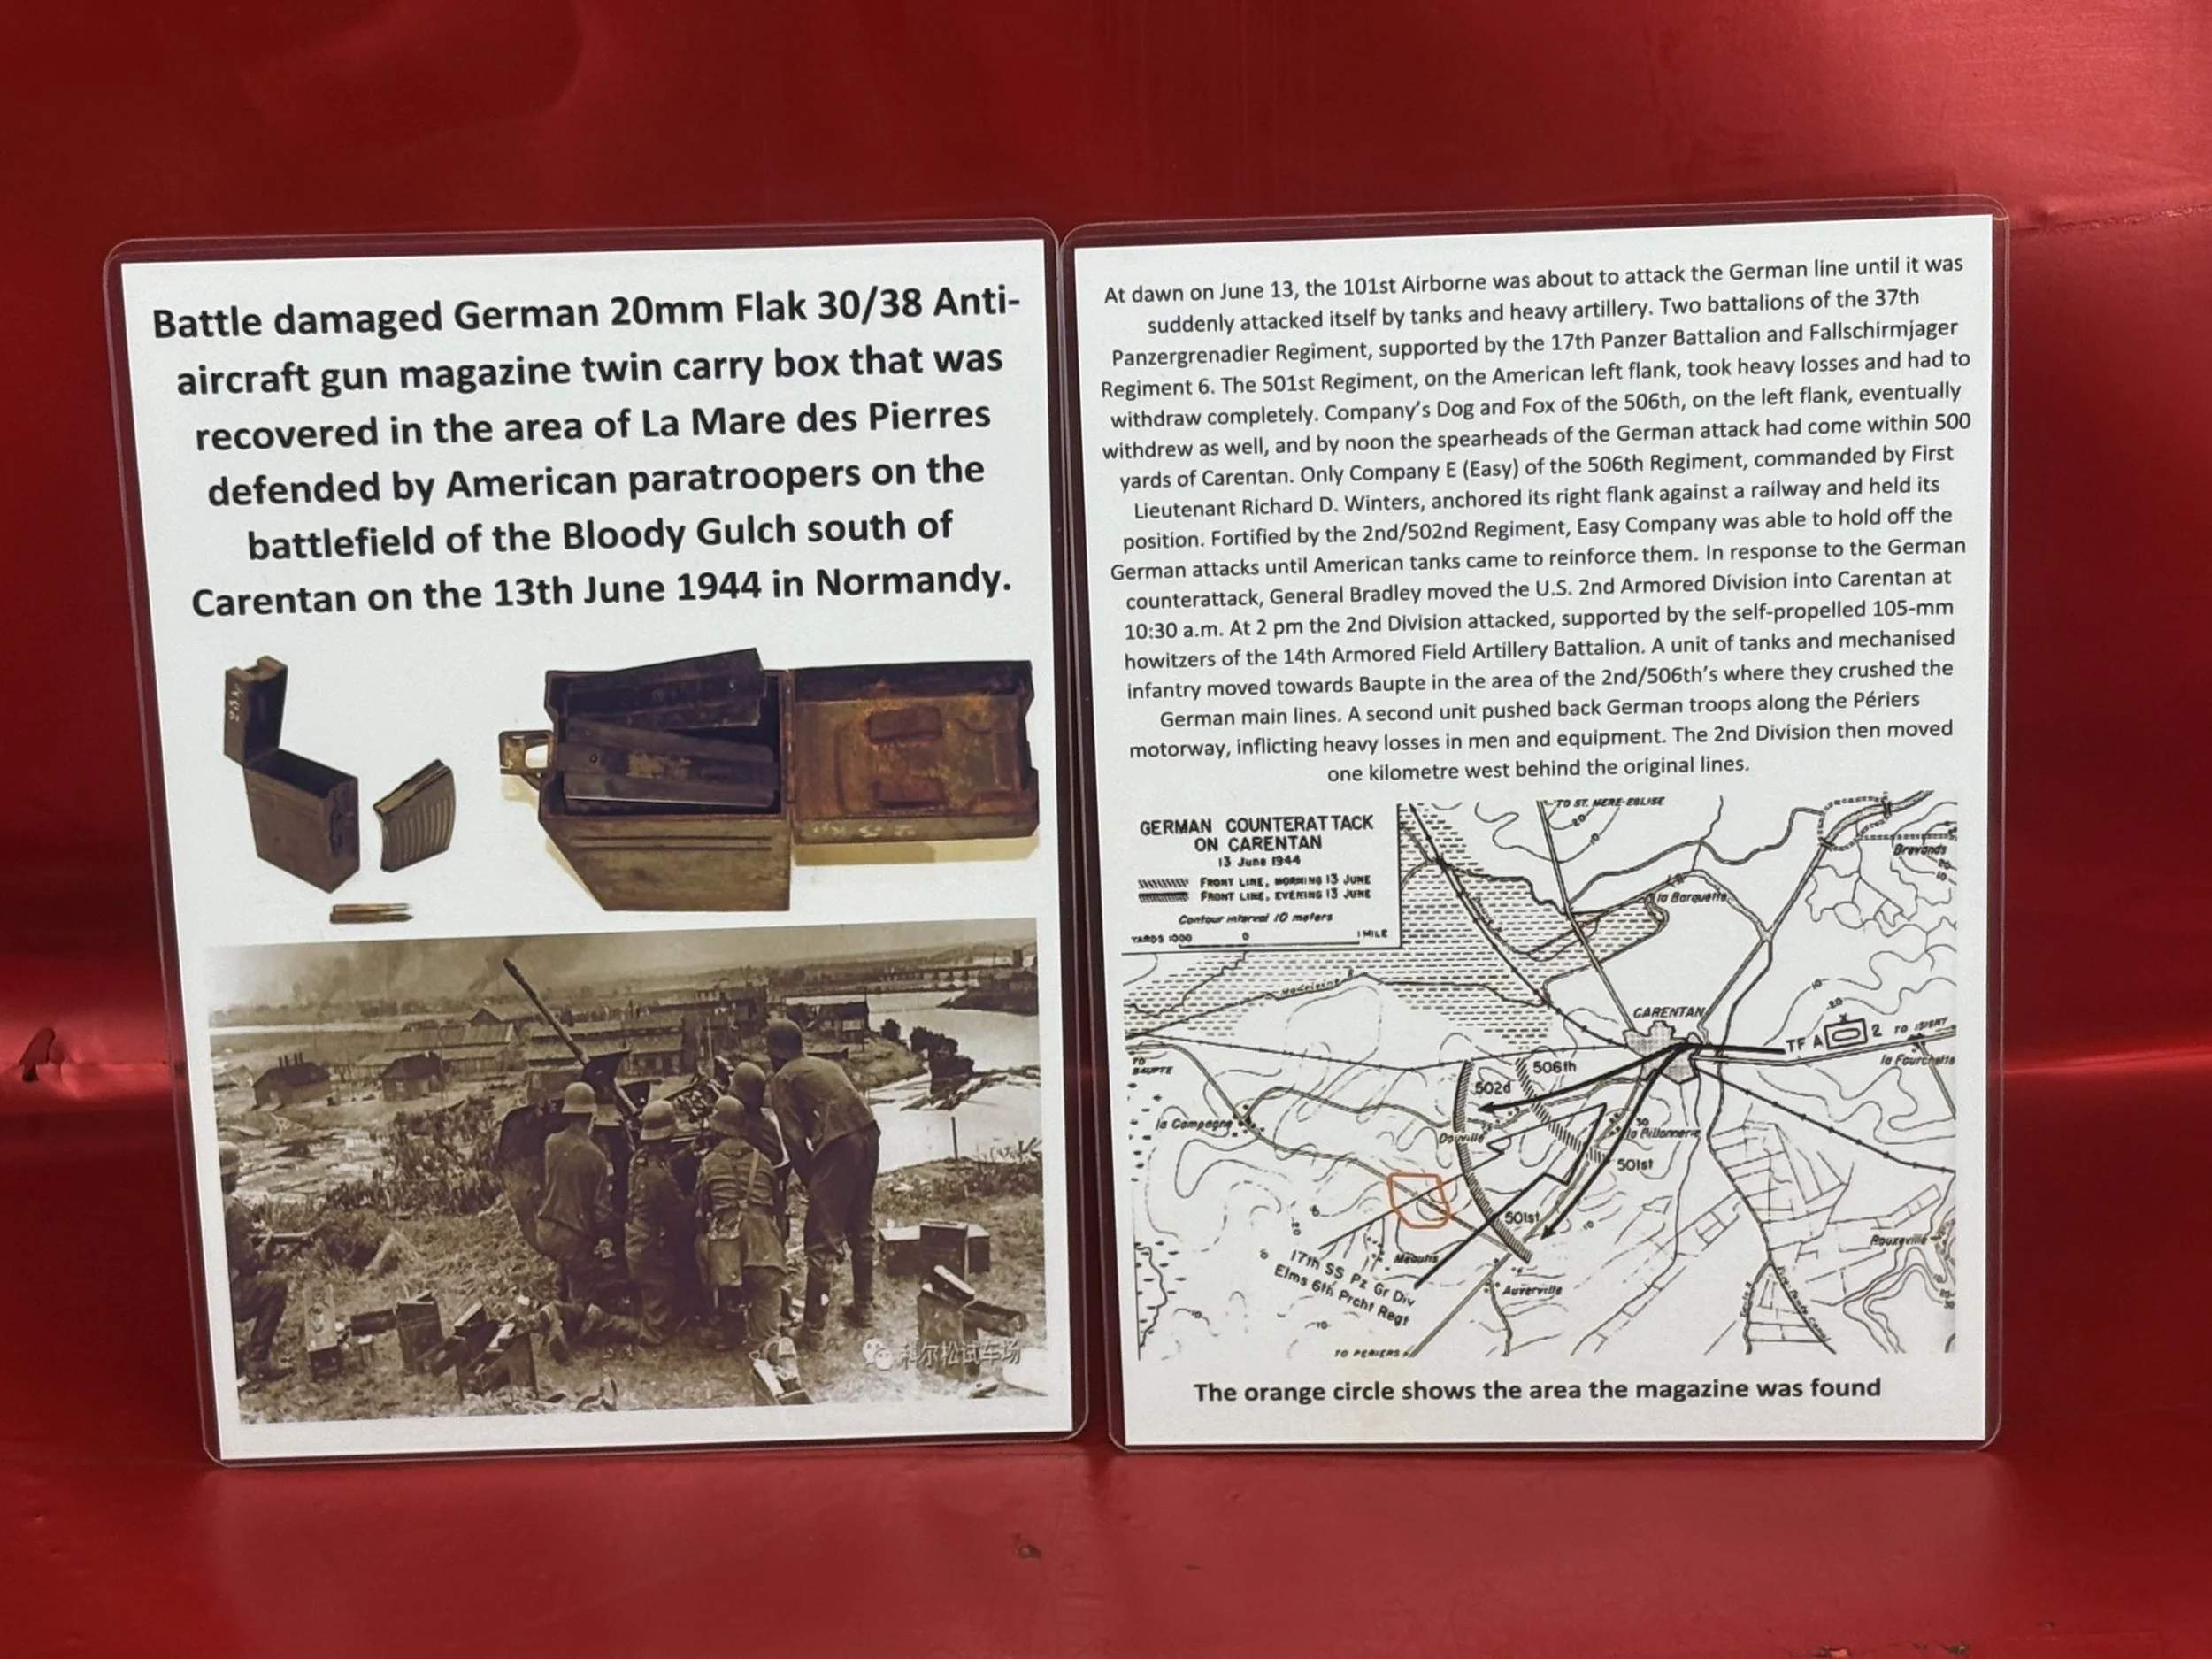 Battle damaged German 20mm Flak 30/38 Anti-
aircraft gun magazine twin carry box that was
recovered in the area of La Mare des Pierres
defended by American paratroopers on the
battlefield of the Bloody Gulch south of
Carentan on the 13th June 1944 in Normandy.
科尔松试车场
At dawn on June 13, the 101st Airborne was about to attack the German line until it was
suddenly attacked itself by tanks and heavy artillery. Two battalions of the 37th
Panzergrenadier Regiment, supported by the 17th Panzer Battalion and Fallschirmjager
Regiment 6. The 501st Regiment, on the American left flank, took heavy losses and had to
withdraw completely. Company's Dog and Fox of the 506th, on the left flank, eventually
withdrew as well, and by noon the spearheads of the German attack had come within 500
yards of Carentan. Only Company E (Easy) of the 506th Regiment, commanded by First
Lieutenant Richard D. Winters, anchored its right flank against a railway and held its
position. Fortified by the 2nd/502nd Regiment, Easy Company was able to hold off the
German attacks until American tanks came to reinforce them. In response to the German
counterattack, General Bradley moved the U.S. 2nd Armored Division into Carentan at
10:30 a.m. At 2 pm the 2nd Division attacked, supported by the self-propelled 105-mm
howitzers of the 14th Armored Field Artillery Battalion. A unit of tanks and mechanised
infantry moved towards Baupte in the area of the 2nd/506th's where they crushed the
German main lines. A second unit pushed back German troops along the Périers
motorway, inflicting heavy losses in men and equipment. The 2nd Division then moved
one kilometre west behind the original lines.
GERMAN COUNTERATTACK
ON CARENTAN
13 June 1944
FRONT LINE, MORNING 13 JUNE
FRONT LINE, EVENING 13 JUNE
Contour interval 10 meters
YARDS 1000 0 1 MILE
TO ST. MERE-EGLISE
Brevands
la Barquette
Madeleine
CARENTAN
TF A 2 TO ISIGNY
la Fourchette
TO BAUPTE
506th
502d
la Campagne
Douville
30
la Billonnerie
501st
501st
Meauns
17th SS Pz Gr Div
Elms 6th Prcht Regt
Auverville
Rouxeville
TO PERIERS
The orange circle shows the area the magazine was found